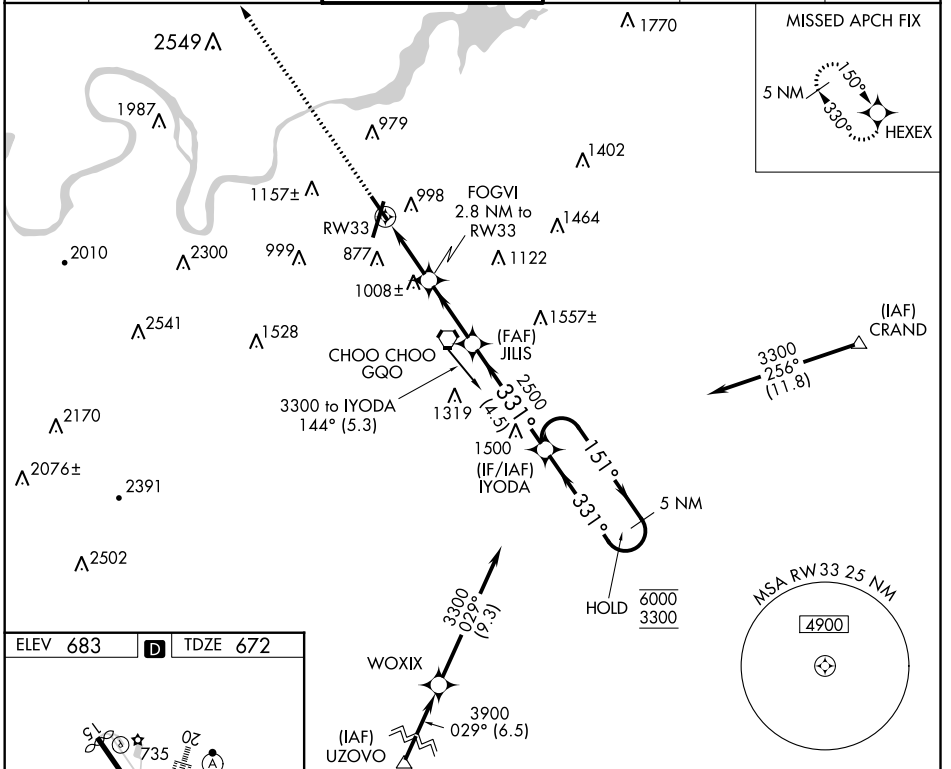 2549
1770
MISSED APCH FIX
5 NM
150°
330°
HEXEX
1987
979
1402
1157±
998
FOGVI
2.8 NM to
RW33
1464
RW33
2010
2300
999
877
1122
1008±
2541
1528
1557±
(IAF)
CRAND
(FAF)
JILIS
CHOO CHOO
GQO
3300
256°
(11.8)
3300 to IYODA
144° (5.3)
2500
331°
(4.5)
1319
2170
1500
(IF/IAF)
IYODA
151°
331°
2076±
2391
5 NM
2502
HOLD
6000
3300
3300
029°
(9.3)
MSA RW33 25 NM
4900
ELEV 683
D
TDZE 672
WOXIX
3900
029° (6.5)
(IAF)
UZOVO
15
P
735
20
A